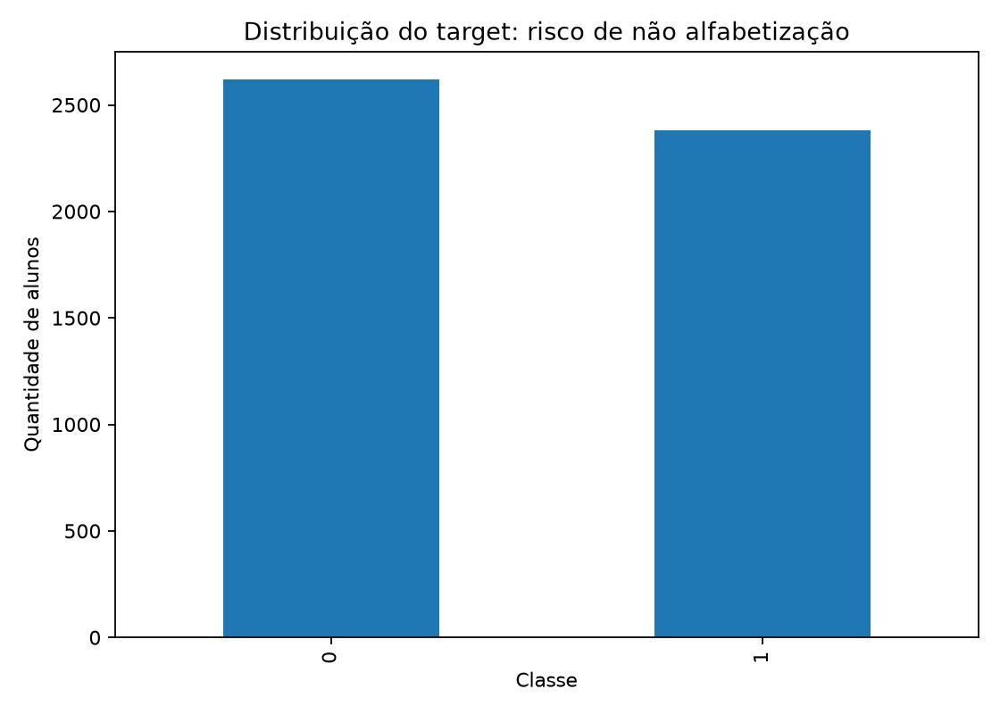 Distribuição do target: risco de não alfabetização
Quantidade de alunos
2500
2000
1500
1000
500
0
0
1
Classe